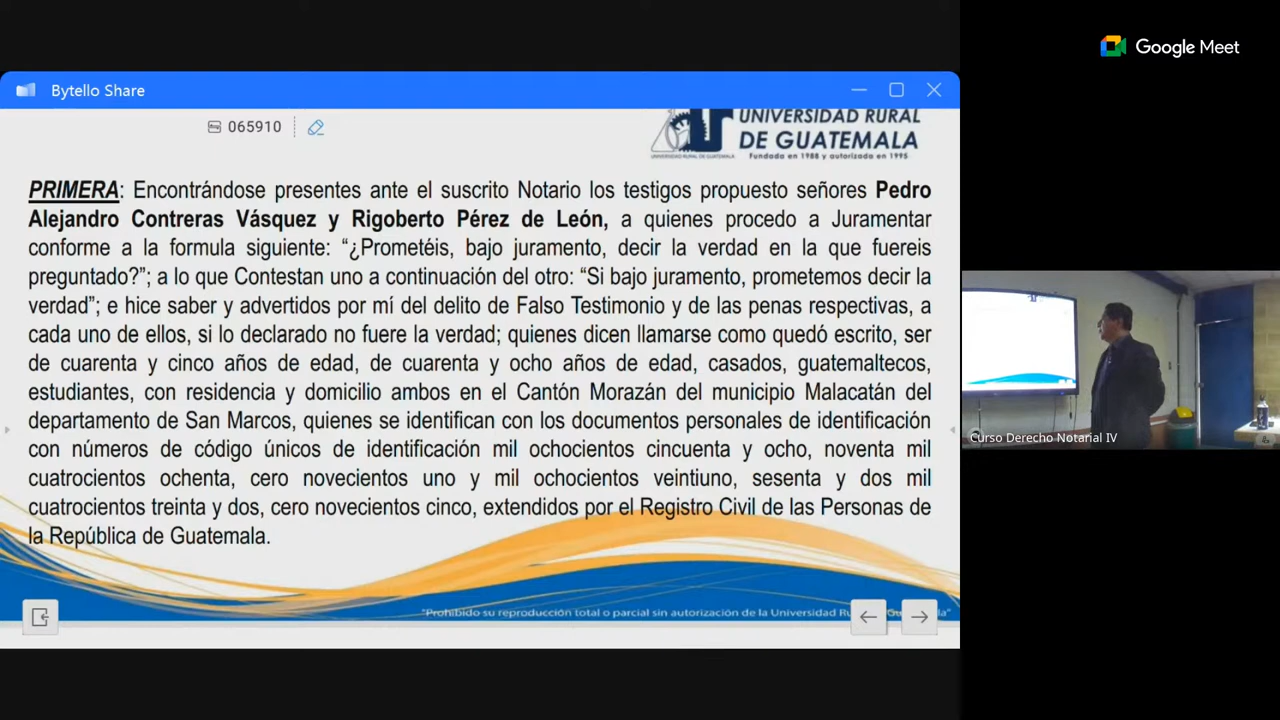 Google Meet
Bytello Share
065910
UNIVERSIDAD RURAL
DE GUATEMALA
UNIVERSIDAD RURAL DE GUATEMALA
Fundada en 1988 y autorizada en 1995
PRIMERA: Encontrándose presentes ante el suscrito Notario los testigos propuesto señores Pedro
Alejandro Contreras Vásquez y Rigoberto Pérez de León, a quienes procedo a Juramentar
conforme a la formula siguiente: “¿Prometéis, bajo juramento, decir la verdad en la que fuereis
preguntado?”; a lo que Contestan uno a continuación del otro: “Si bajo juramento, prometemos decir la
verdad”; e hice saber y advertidos por mí del delito de Falso Testimonio y de las penas respectivas, a
cada uno de ellos, si lo declarado no fuere la verdad; quienes dicen llamarse como quedó escrito, ser
de cuarenta y cinco años de edad, de cuarenta y ocho años de edad, casados, guatemaltecos,
estudiantes, con residencia y domicilio ambos en el Cantón Morazán del municipio Malacatán del
departamento de San Marcos, quienes se identifican con los documentos personales de identificación
con números de código únicos de identificación mil ochocientos cincuenta y ocho, noventa mil
cuatrocientos ochenta, cero novecientos uno y mil ochocientos veintiuno, sesenta y dos mil
cuatrocientos treinta y dos, cero novecientos cinco, extendidos por el Registro Civil de las Personas de
la República de Guatemala.
"Prohibido su reproducción total o parcial sin autorización de la Universidad Ru
Curso Derecho Notarial IV